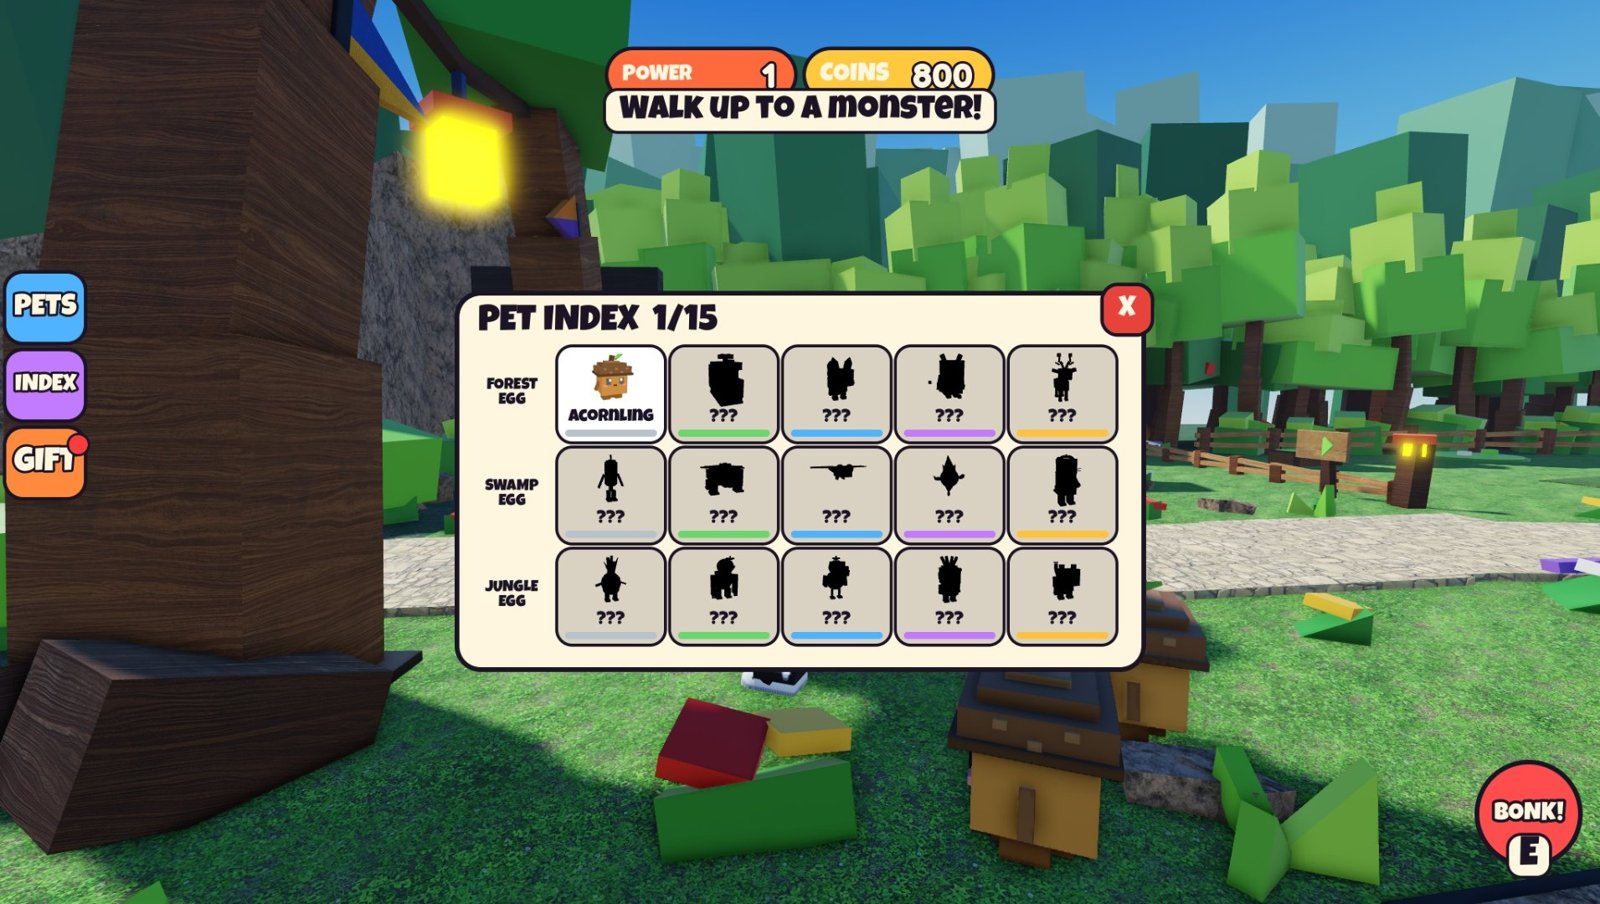 POWER 1
COINS 800
WALK UP TO A MONSTER!
PETS
INDEX
GIFT
PET INDEX 1/15
X
FOREST
EGG
ACORNLING
???
???
???
???
SWAMP
EGG
???
???
???
???
???
JUNGLE
EGG
???
???
???
???
???
BONK!
E